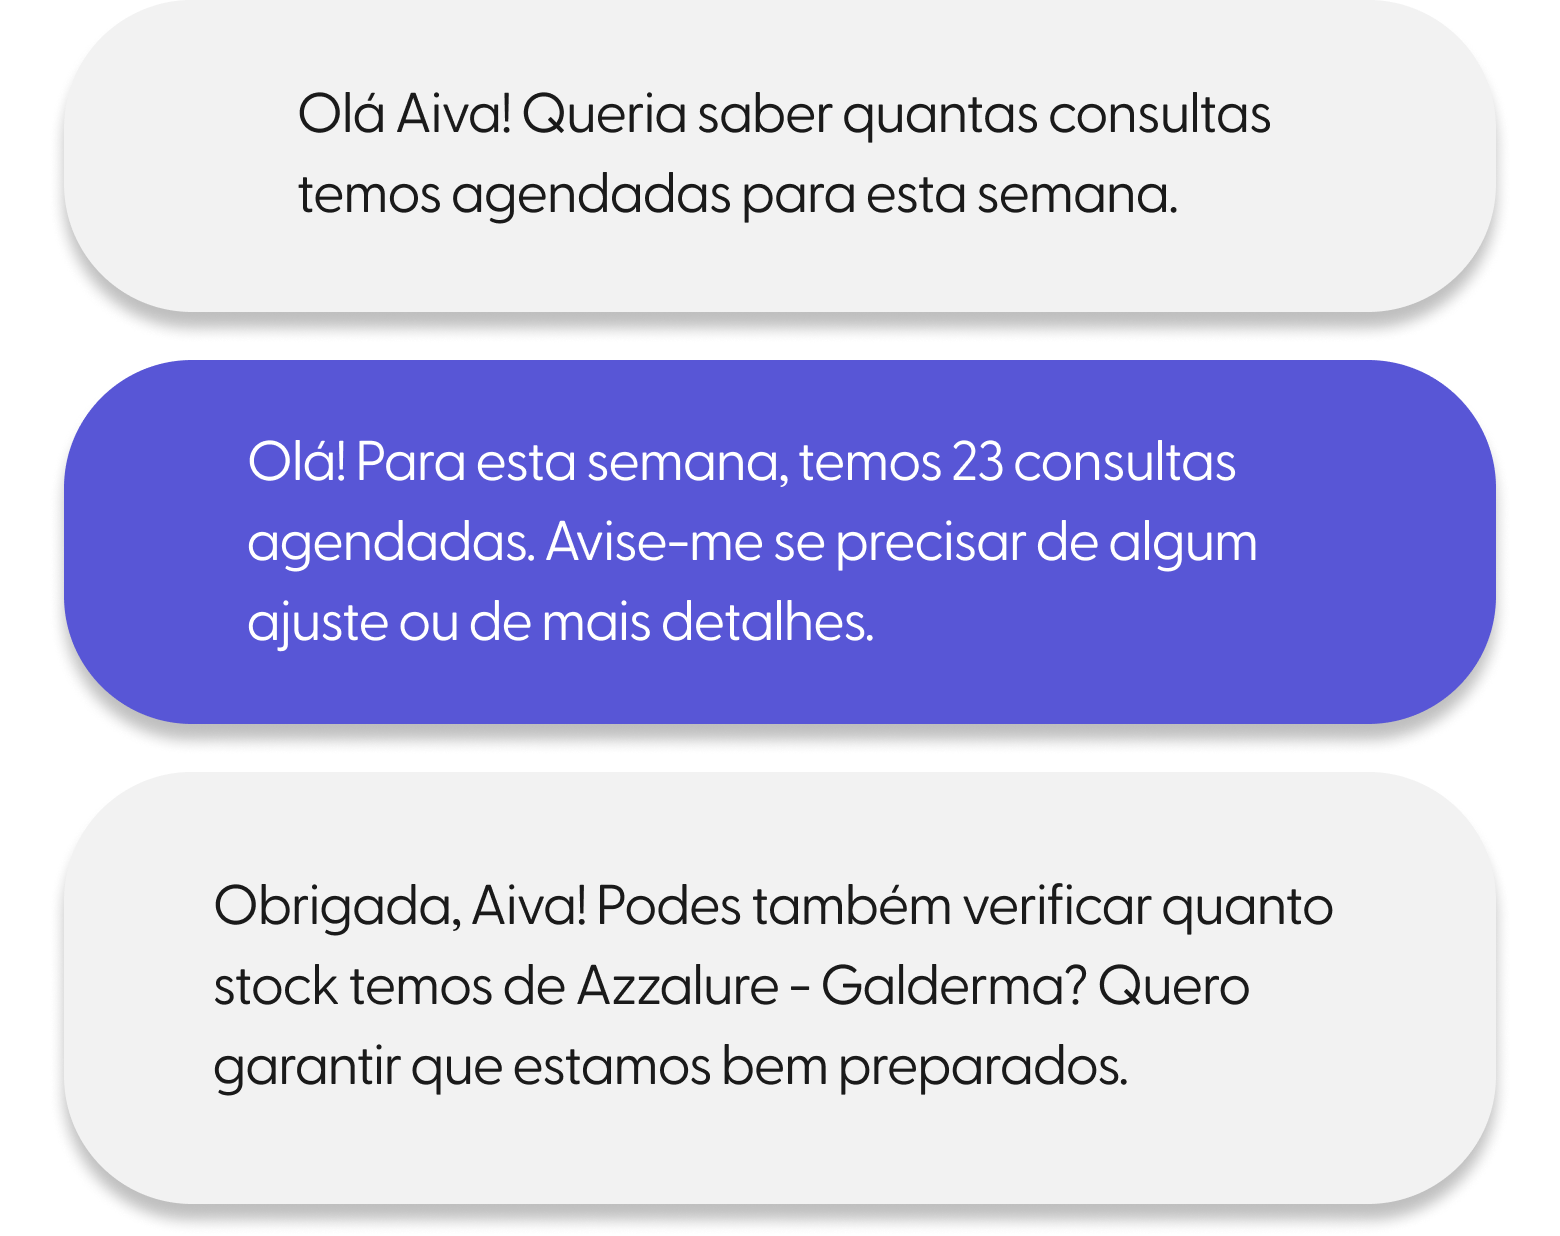 Olá Aiva! Queria saber quantas consultas
temos agendadas para esta semana.
Olá! Para esta semana, temos 23 consultas
agendadas. Avise-me se precisar de algum
ajuste ou de mais detalhes.
Obrigada, Aiva! Podes também verificar quanto
stock temos de Azzalure - Galderma? Quero
garantir que estamos bem preparados.